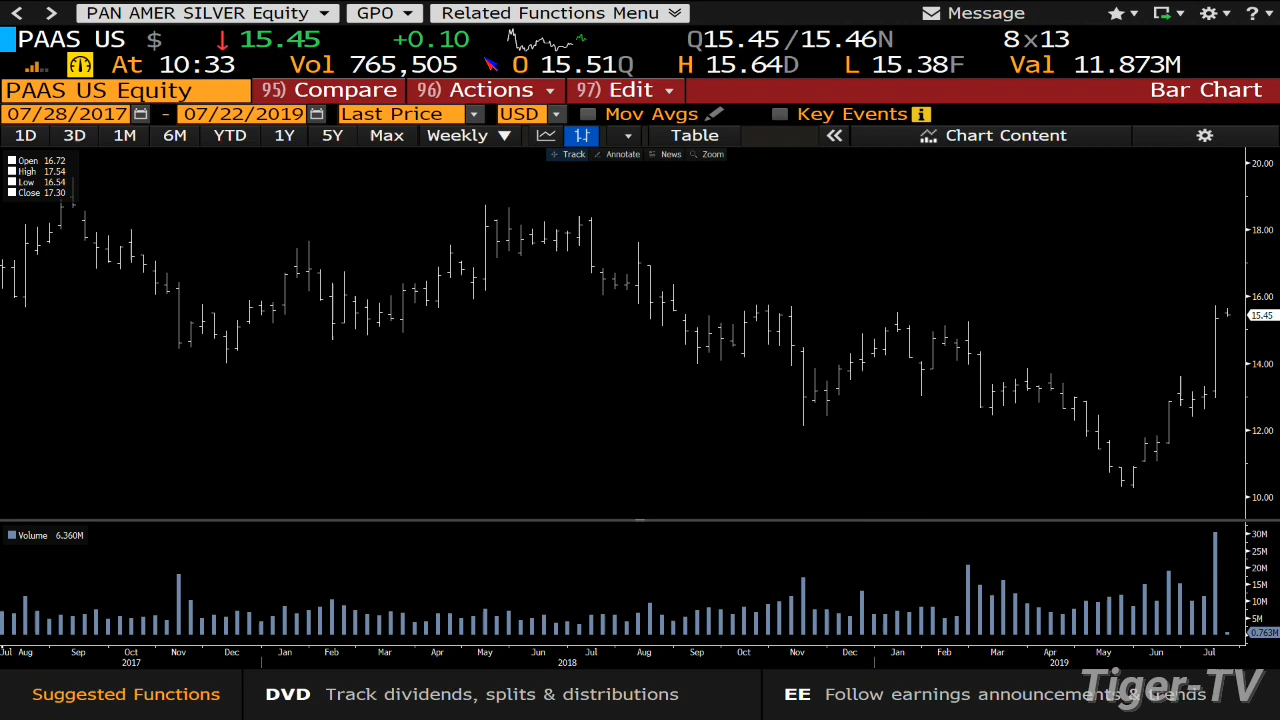 PAN AMER SILVER Equity GPO Related Functions Menu Message ?
PAAS US $ ↓ 15.45 +0.10 Q15.45/15.46N 8x13
At 10:33 Vol 765,505 O 15.51Q H 15.64D L 15.38F Val 11.873M
PAAS US Equity 95) Compare 96) Actions 97) Edit Bar Chart
07/28/2017 - 07/22/2019 Last Price USD Mov Avgs Key Events i
1D 3D 1M 6M YTD 1Y 5Y Max Weekly Table « Chart Content
Track Annotate News Zoom
Open 16.72
High 17.54
Low 16.54
Close 17.30
20.00
18.00
16.00
15.45
14.00
12.00
10.00
Volume 6.360M
30M
25M
20M
15M
10M
5M
0.763M
Jul Aug Sep Oct Nov Dec Jan Feb Mar Apr May Jun Jul Aug Sep Oct Nov Dec Jan Feb Mar Apr May Jun Jul
2017 2018 2019
Suggested Functions DVD Track dividends, splits & distributions EE Follow earnings announcements & trends
Tiger-TV